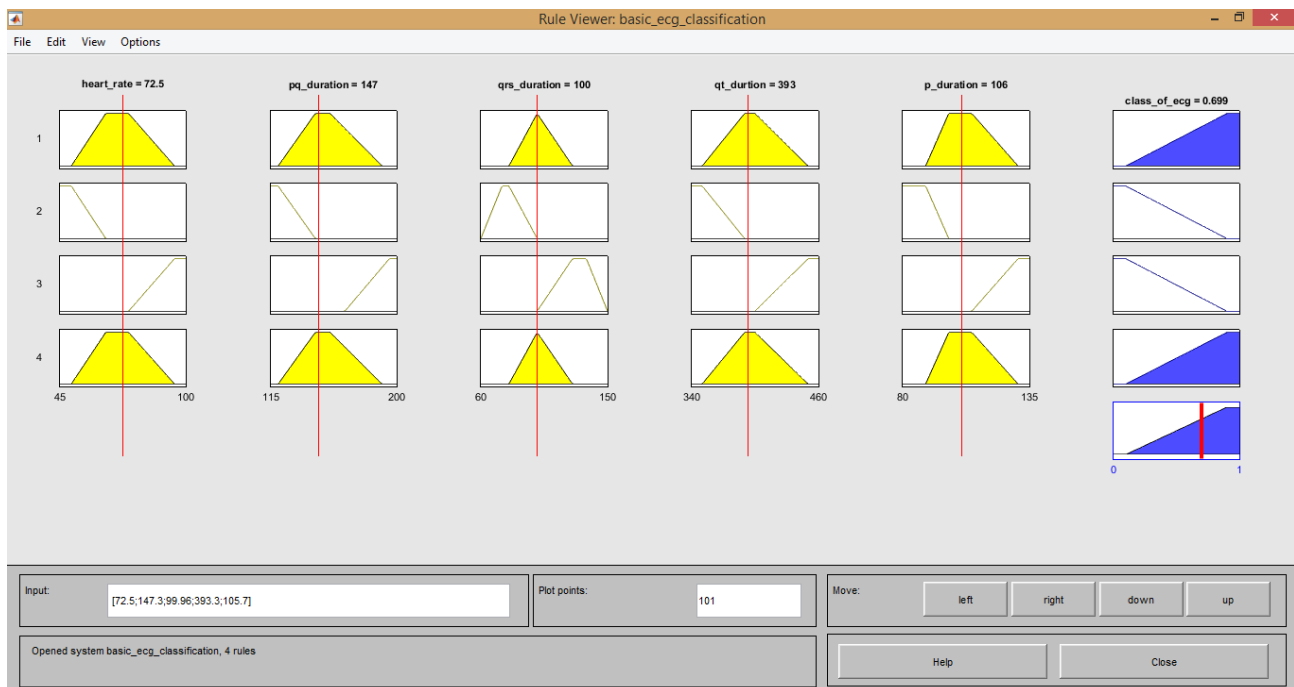 Rule Viewer: basic_ecg_classification
File Edit View Options
heart_rate = 72.5 pq_duration = 147 qrs_duration = 100 qt_durtion = 393 p_duration = 106
class_of_ecg = 0.699
1
2
3
4
45 100 115 200 60 150 340 460 80 135
0 1
Input: [72.5;147.3;99.96;393.3;105.7] Plot points: 101 Move: left right down up
Opened system basic_ecg_classification, 4 rules
Help Close